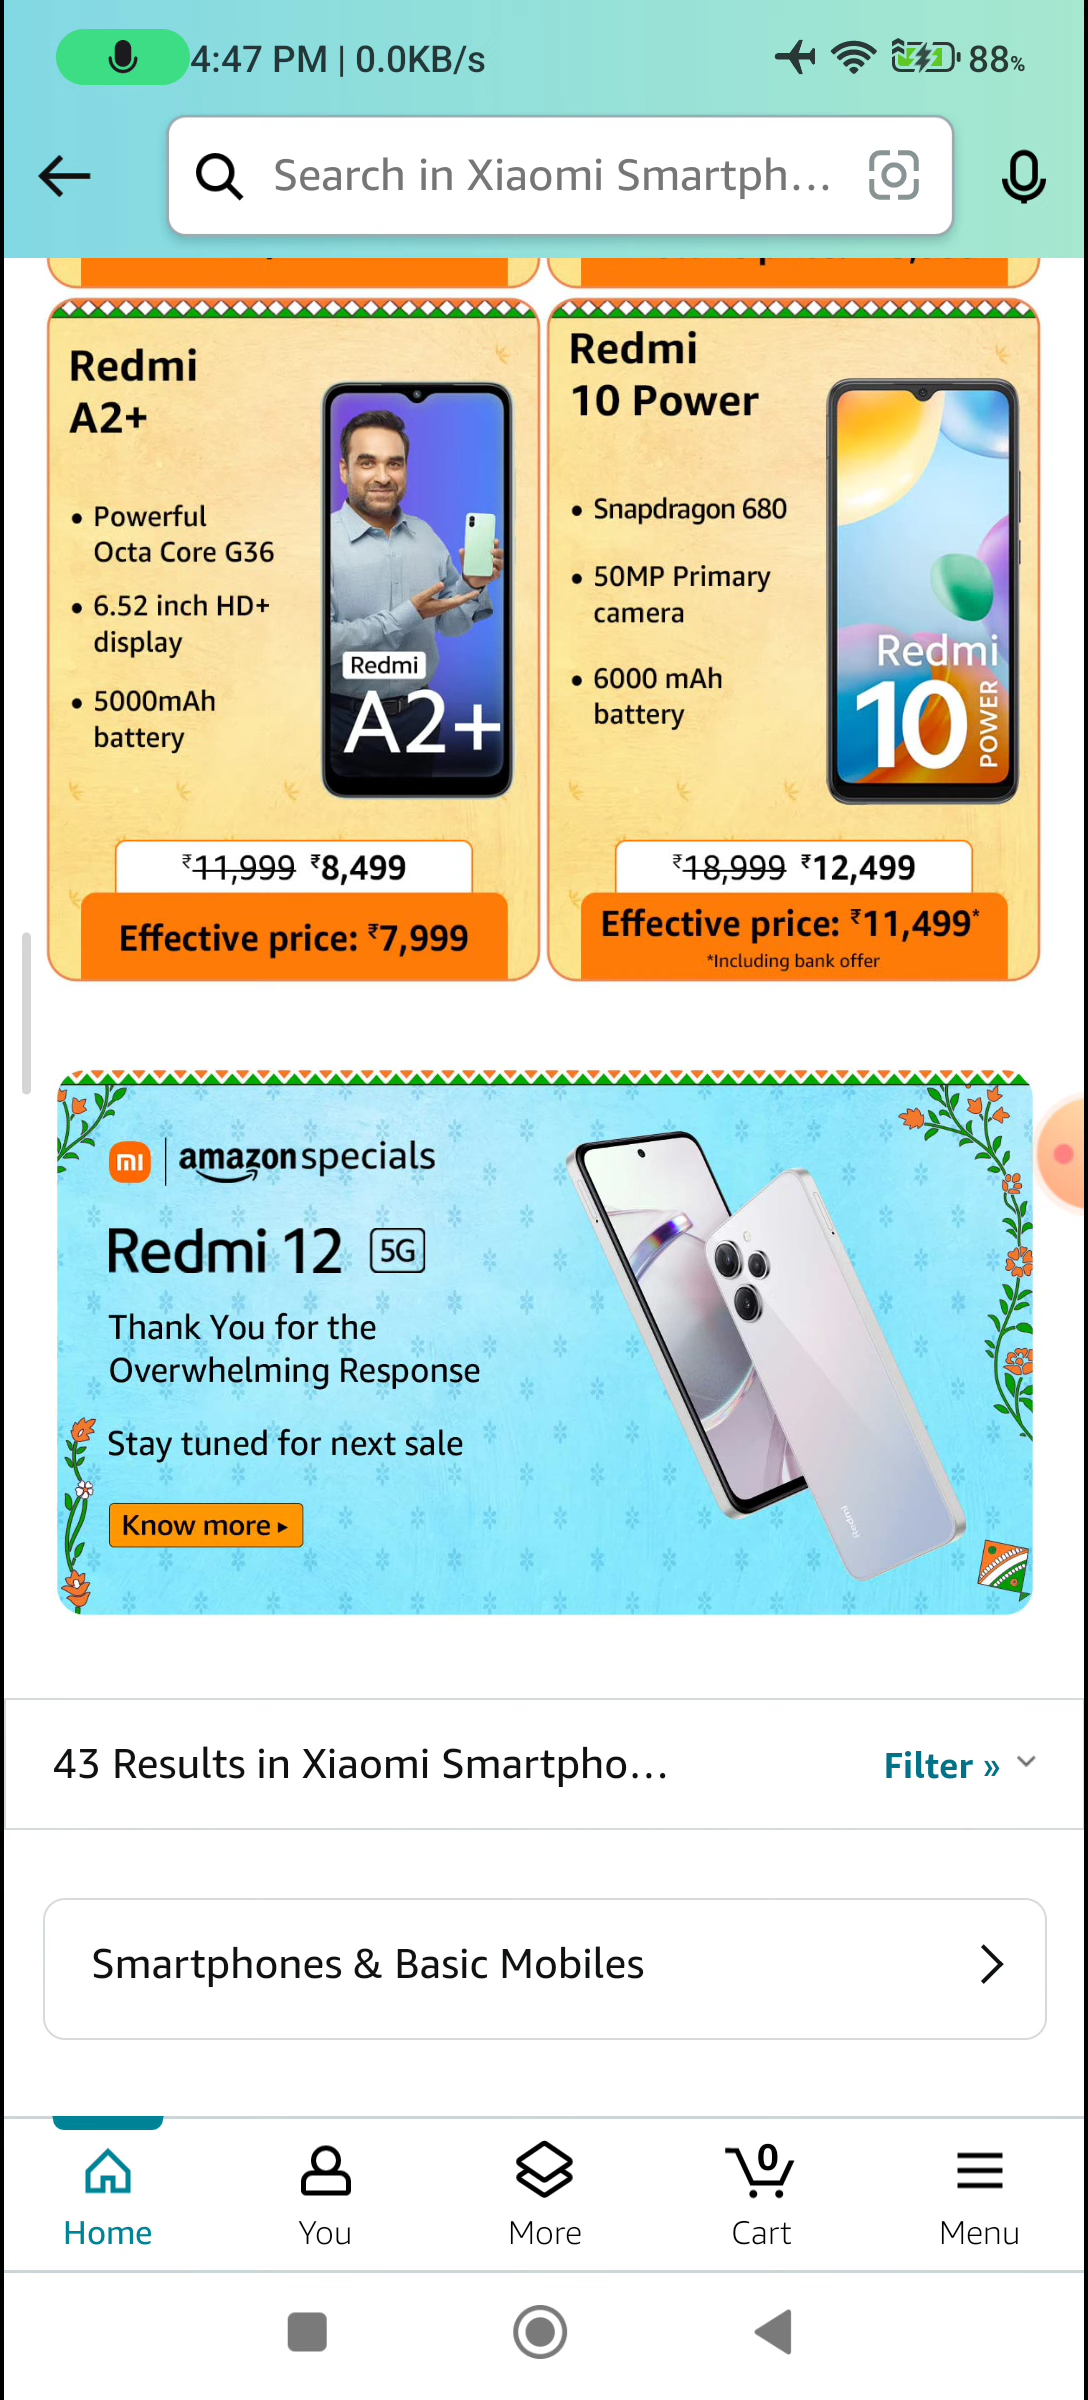 4:47 PM | 0.0KB/s
88%
Search in Xiaomi Smartph...
Redmi
A2+
• Powerful
Octa Core G36
• 6.52 inch HD+
display
• 5000mAh
battery
Redmi
A2+
₹11,999 ₹8,499
Effective price: ₹7,999
Redmi
10 Power
• Snapdragon 680
• 50MP Primary
camera
• 6000 mAh
battery
Redmi
10 POWER
₹18,999 ₹12,499
Effective price: ₹11,499*
*Including bank offer
mi | amazon specials
Redmi 12 5G
Thank You for the
Overwhelming Response
Stay tuned for next sale
Know more ▸
Redmi
43 Results in Xiaomi Smartpho...
Filter »
Smartphones & Basic Mobiles
0
Home
You
More
Cart
Menu